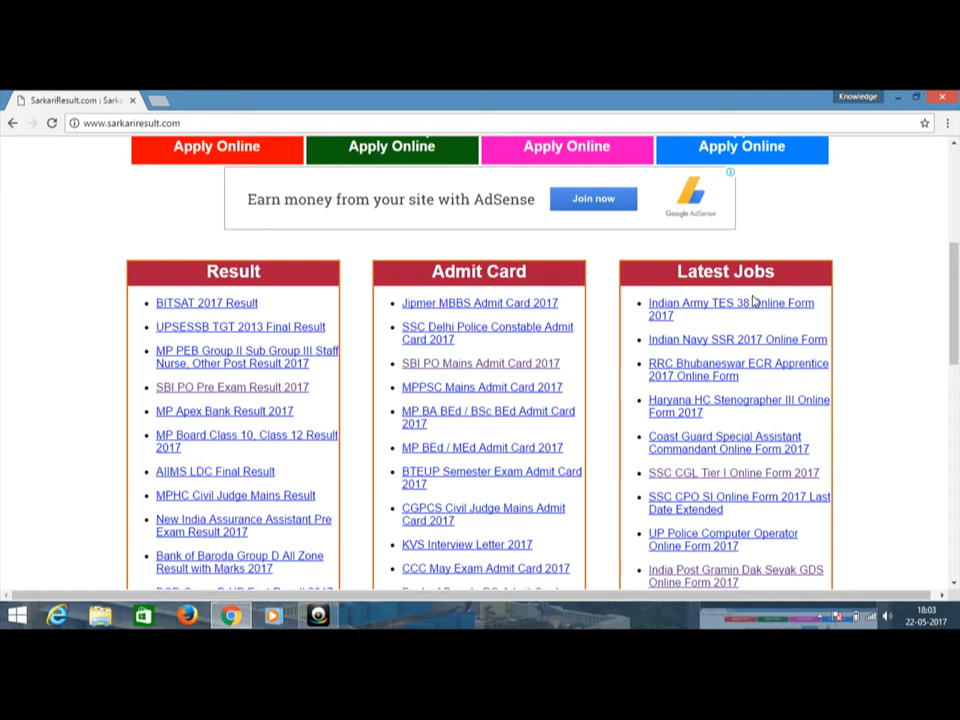 SarkariResult.com : Sarka
Knowledge
www.sarkariresult.com
Apply Online
Apply Online
Apply Online
Apply Online
Earn money from your site with AdSense
Join now
Google AdSense
Result
BITSAT 2017 Result
UPSESSB TGT 2013 Final Result
MP PEB Group II Sub Group III Staff
Nurse, Other Post Result 2017
SBI PO Pre Exam Result 2017
MP Apex Bank Result 2017
MP Board Class 10, Class 12 Result
2017
AIIMS LDC Final Result
MPHC Civil Judge Mains Result
New India Assurance Assistant Pre
Exam Result 2017
Bank of Baroda Group D All Zone
Result with Marks 2017
Admit Card
Jipmer MBBS Admit Card 2017
SSC Delhi Police Constable Admit
Card 2017
SBI PO Mains Admit Card 2017
MPPSC Mains Admit Card 2017
MP BA BEd / BSc BEd Admit Card
2017
MP BEd / MEd Admit Card 2017
BTEUP Semester Exam Admit Card
2017
CGPCS Civil Judge Mains Admit
Card 2017
KVS Interview Letter 2017
CCC May Exam Admit Card 2017
Latest Jobs
Indian Army TES 38 Online Form
2017
Indian Navy SSR 2017 Online Form
RRC Bhubaneswar ECR Apprentice
2017 Online Form
Haryana HC Stenographer III Online
Form 2017
Coast Guard Special Assistant
Commandant Online Form 2017
SSC CGL Tier I Online Form 2017
SSC CPO SI Online Form 2017 Last
Date Extended
UP Police Computer Operator
Online Form 2017
India Post Gramin Dak Sevak GDS
Online Form 2017
18:03
22-05-2017